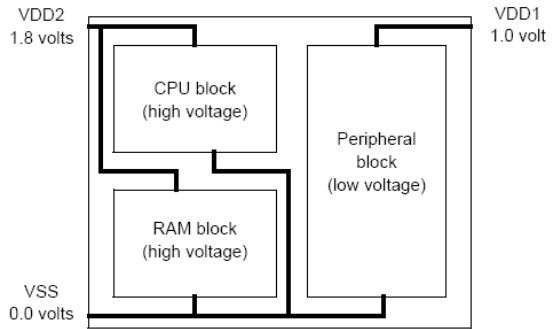 VDD2
1.8 volts
VDD1
1.0 volt
CPU block
(high voltage)
Peripheral
block
(low voltage)
RAM block
(high voltage)
VSS
0.0 volts